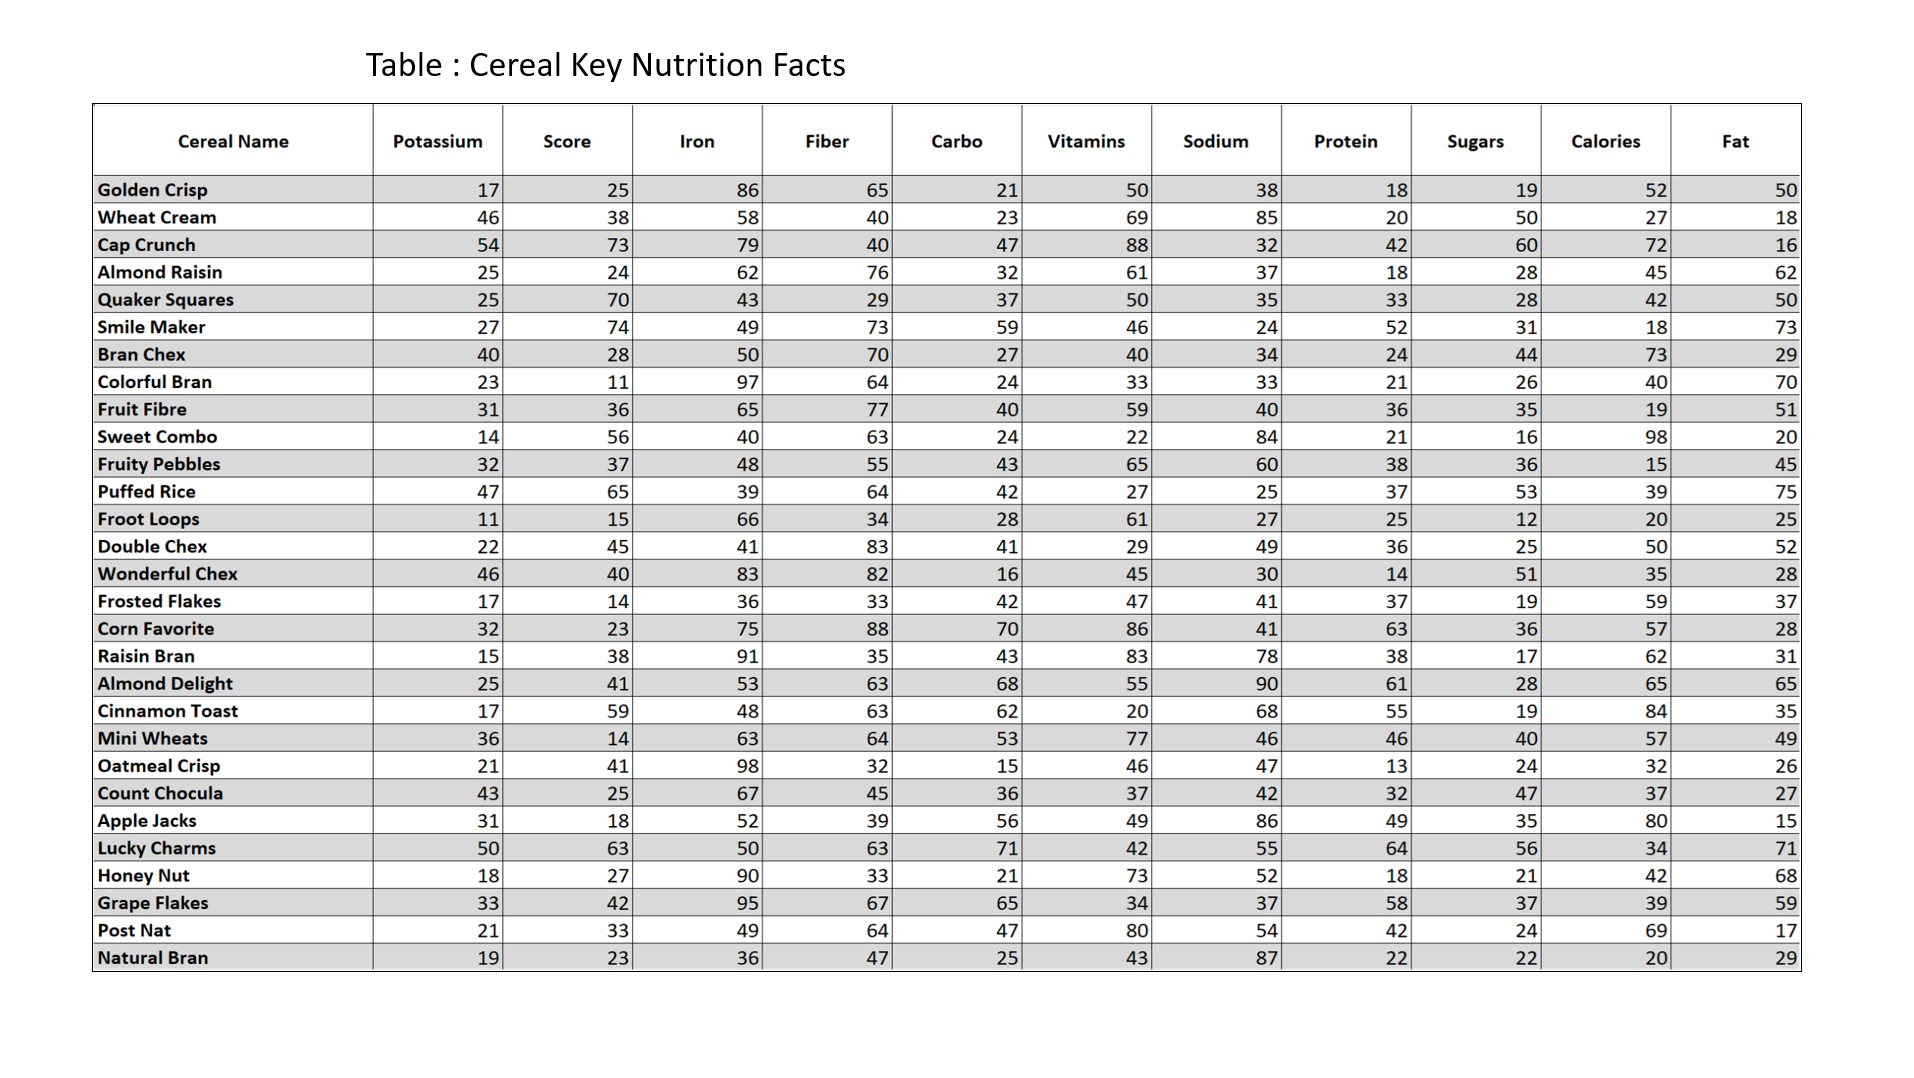 Table : Cereal Key Nutrition Facts
Cereal Name Potassium Score Iron Fiber Carbo Vitamins Sodium Protein Sugars Calories Fat
Golden Crisp 17 25 86 65 21 50 38 18 19 52 50
Wheat Cream 46 38 58 40 23 69 85 20 50 27 18
Cap Crunch 54 73 79 40 47 88 32 42 60 72 16
Almond Raisin 25 24 62 76 32 61 37 18 28 45 62
Quaker Squares 25 70 43 29 37 50 35 33 28 42 50
Smile Maker 27 74 49 73 59 46 24 52 31 18 73
Bran Chex 40 28 50 70 27 40 34 24 44 73 29
Colorful Bran 23 11 97 64 24 33 33 21 26 40 70
Fruit Fibre 31 36 65 77 40 59 40 36 35 19 51
Sweet Combo 14 56 40 63 24 22 84 21 16 98 20
Fruity Pebbles 32 37 48 55 43 65 60 38 36 15 45
Puffed Rice 47 65 39 64 42 27 25 37 53 39 75
Froot Loops 11 15 66 34 28 61 27 25 12 20 25
Double Chex 22 45 41 83 41 29 49 36 25 50 52
Wonderful Chex 46 40 83 82 16 45 30 14 51 35 28
Frosted Flakes 17 14 36 33 42 47 41 37 19 59 37
Corn Favorite 32 23 75 88 70 86 41 63 36 57 28
Raisin Bran 15 38 91 35 43 83 78 38 17 62 31
Almond Delight 25 41 53 63 68 55 90 61 28 65 65
Cinnamon Toast 17 59 48 63 62 20 68 55 19 84 35
Mini Wheats 36 14 63 64 53 77 46 46 40 57 49
Oatmeal Crisp 21 41 98 32 15 46 47 13 24 32 26
Count Chocula 43 25 67 45 36 37 42 32 47 37 27
Apple Jacks 31 18 52 39 56 49 86 49 35 80 15
Lucky Charms 50 63 50 63 71 42 55 64 56 34 71
Honey Nut 18 27 90 33 21 73 52 18 21 42 68
Grape Flakes 33 42 95 67 65 34 37 58 37 39 59
Post Nat 21 33 49 64 47 80 54 42 24 69 17
Natural Bran 19 23 36 47 25 43 87 22 22 20 29